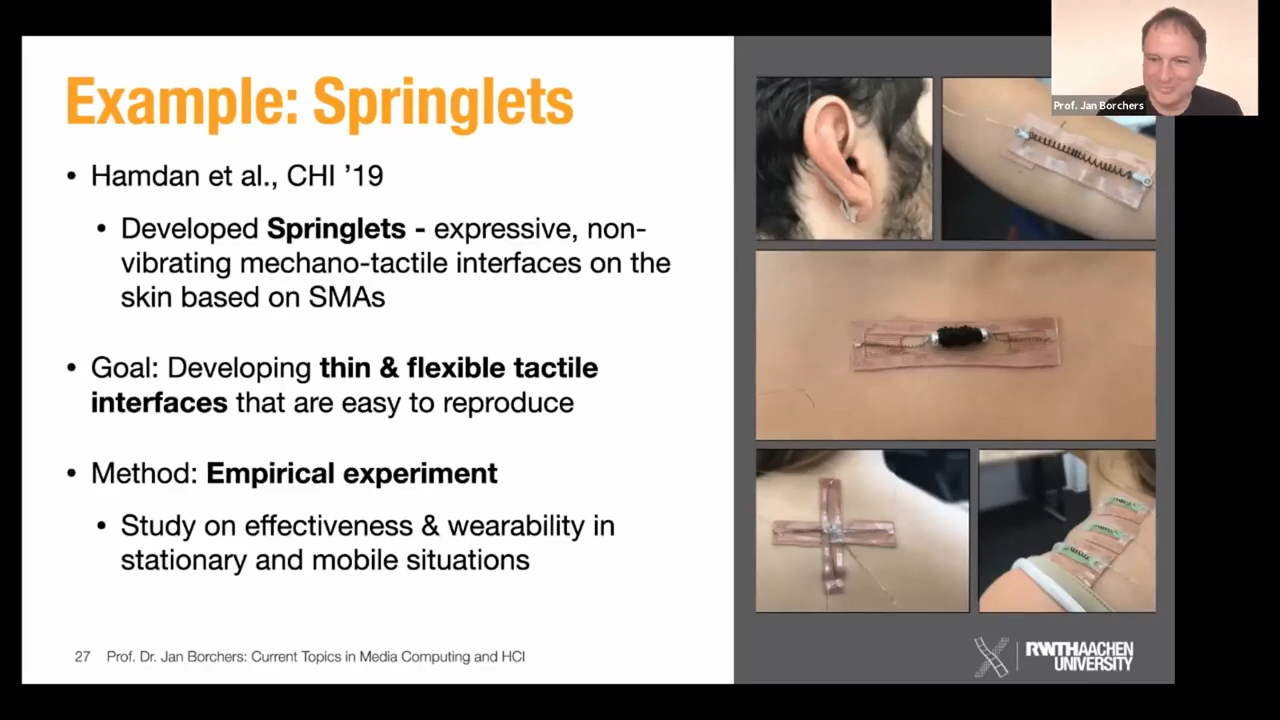 Example: Springlets
• Hamdan et al., CHI ’19
• Developed Springlets - expressive, non-
vibrating mechano-tactile interfaces on the
skin based on SMAs
• Goal: Developing thin & flexible tactile
interfaces that are easy to reproduce
• Method: Empirical experiment
• Study on effectiveness & wearability in
stationary and mobile situations
27 Prof. Dr. Jan Borchers: Current Topics in Media Computing and HCI
Prof. Jan Borchers
RWTHAACHEN
UNIVERSITY